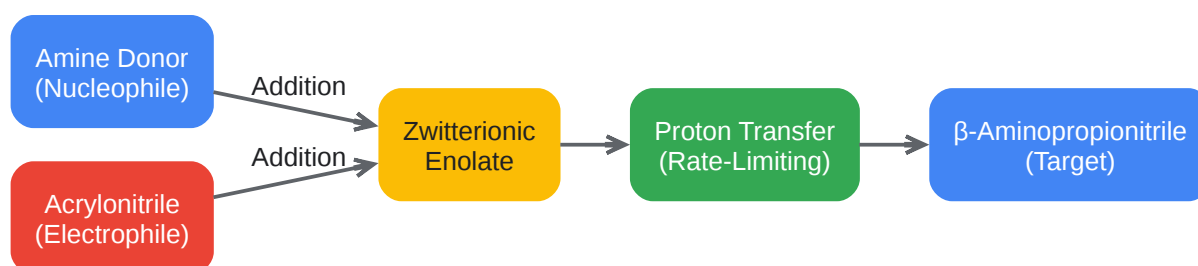 Amine Donor
(Nucleophile)
Addition
Acrylonitrile
(Electrophile)
Addition
Zwitterionic
Enolate
Proton Transfer
(Rate-Limiting)
β-Aminopropionitrile
(Target)